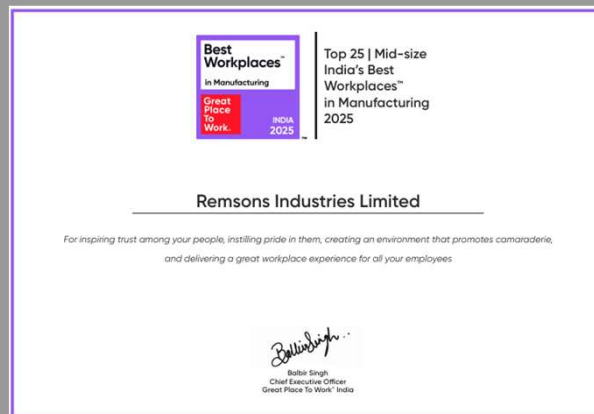 Best
Workplaces™
in Manufacturing
Great
Place
To
Work.
INDIA
2025
™
Top 25 | Mid-size
India's Best
Workplaces™
in Manufacturing
2025
Remsons Industries Limited
For inspiring trust among your people, instilling pride in them, creating an environment that promotes camaraderie,
and delivering a great workplace experience for all your employees
Balbir Singh
Balbir Singh
Chief Executive Officer
Great Place To Work® India